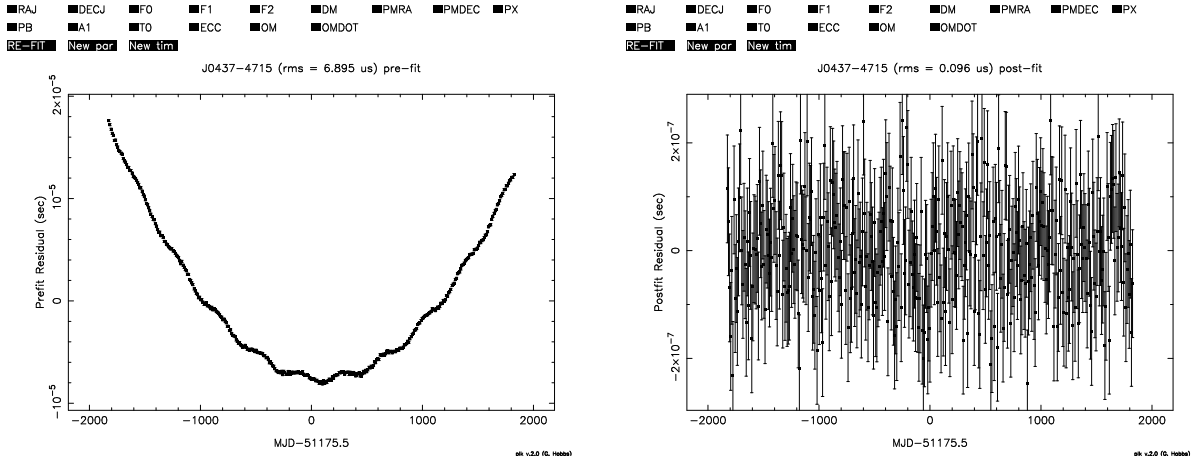 RAJ DECJ F0 F1 F2 DM PMRA PMDEC PX
PB A1 T0 ECC OM OMDOT
RE-FIT New par New tim
J0437-4715 (rms = 6.895 us) pre-fit
Prefit Residual (sec)
2×10⁻⁵
10⁻⁵
0
−10⁻⁵
−2000 −1000 0 1000 2000
MJD-51175.5
plk v.2.0 (G. Hobbs)
RAJ DECJ F0 F1 F2 DM PMRA PMDEC PX
PB A1 T0 ECC OM OMDOT
RE-FIT New par New tim
J0437-4715 (rms = 0.096 us) post-fit
Postfit Residual (sec)
2×10⁻⁷
0
−2×10⁻⁷
−2000 −1000 0 1000 2000
MJD-51175.5
plk v.2.0 (G. Hobbs)